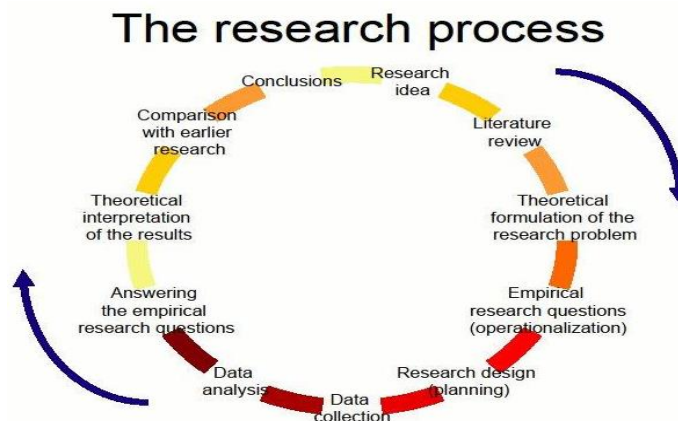 The research process
Research
idea
Literature
review
Theoretical
formulation of the
research problem
Empirical
research questions
(operationalization)
Research design
(planning)
Data
collection
Data
analysis
Answering
the empirical
research questions
Theoretical
interpretation
of the results
Comparison
with earlier
research
Conclusions